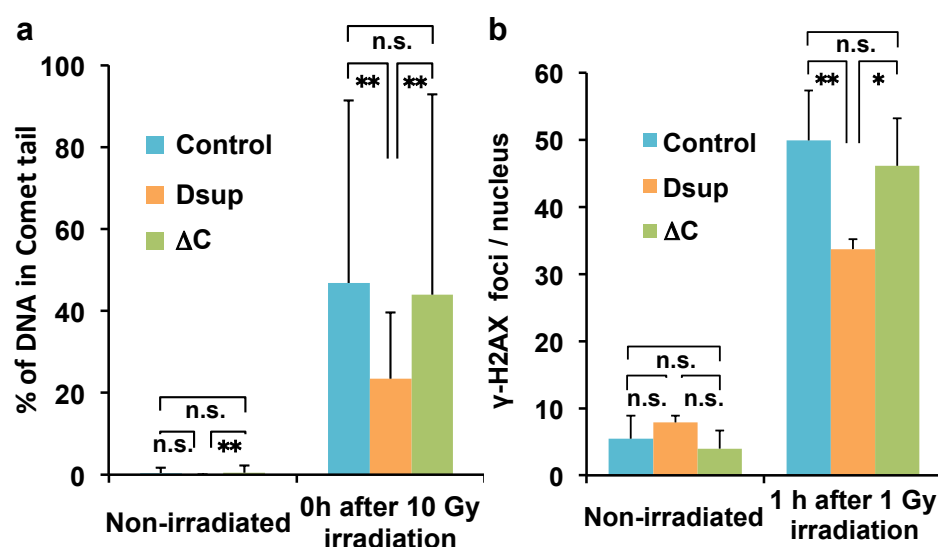 a
n.s.
** **
100
80
60
40
20
0
% of DNA in Comet tail
Control
Dsup
ΔC
n.s.
n.s. **
Non-irradiated
0h after 10 Gy
irradiation
b
n.s.
** *
60
50
40
30
20
10
0
γ-H2AX foci / nucleus
Control
Dsup
ΔC
n.s.
n.s. n.s.
Non-irradiated
1 h after 1 Gy
irradiation